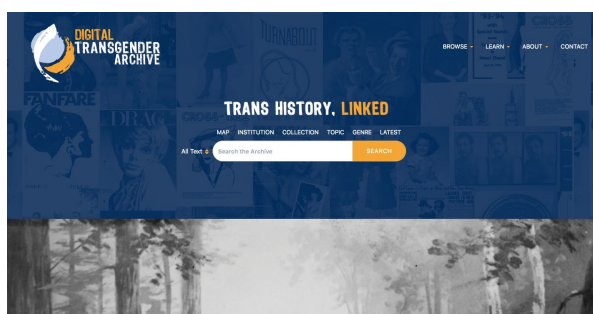 DIGITAL
TRANSGENDER
ARCHIVE
BROWSE LEARN ABOUT CONTACT
TURNABOUT
FANFARE
DRAG
TRANS HISTORY, LINKED
MAP INSTITUTION COLLECTION TOPIC GENRE LATEST
All Text Search the Archive SEARCH